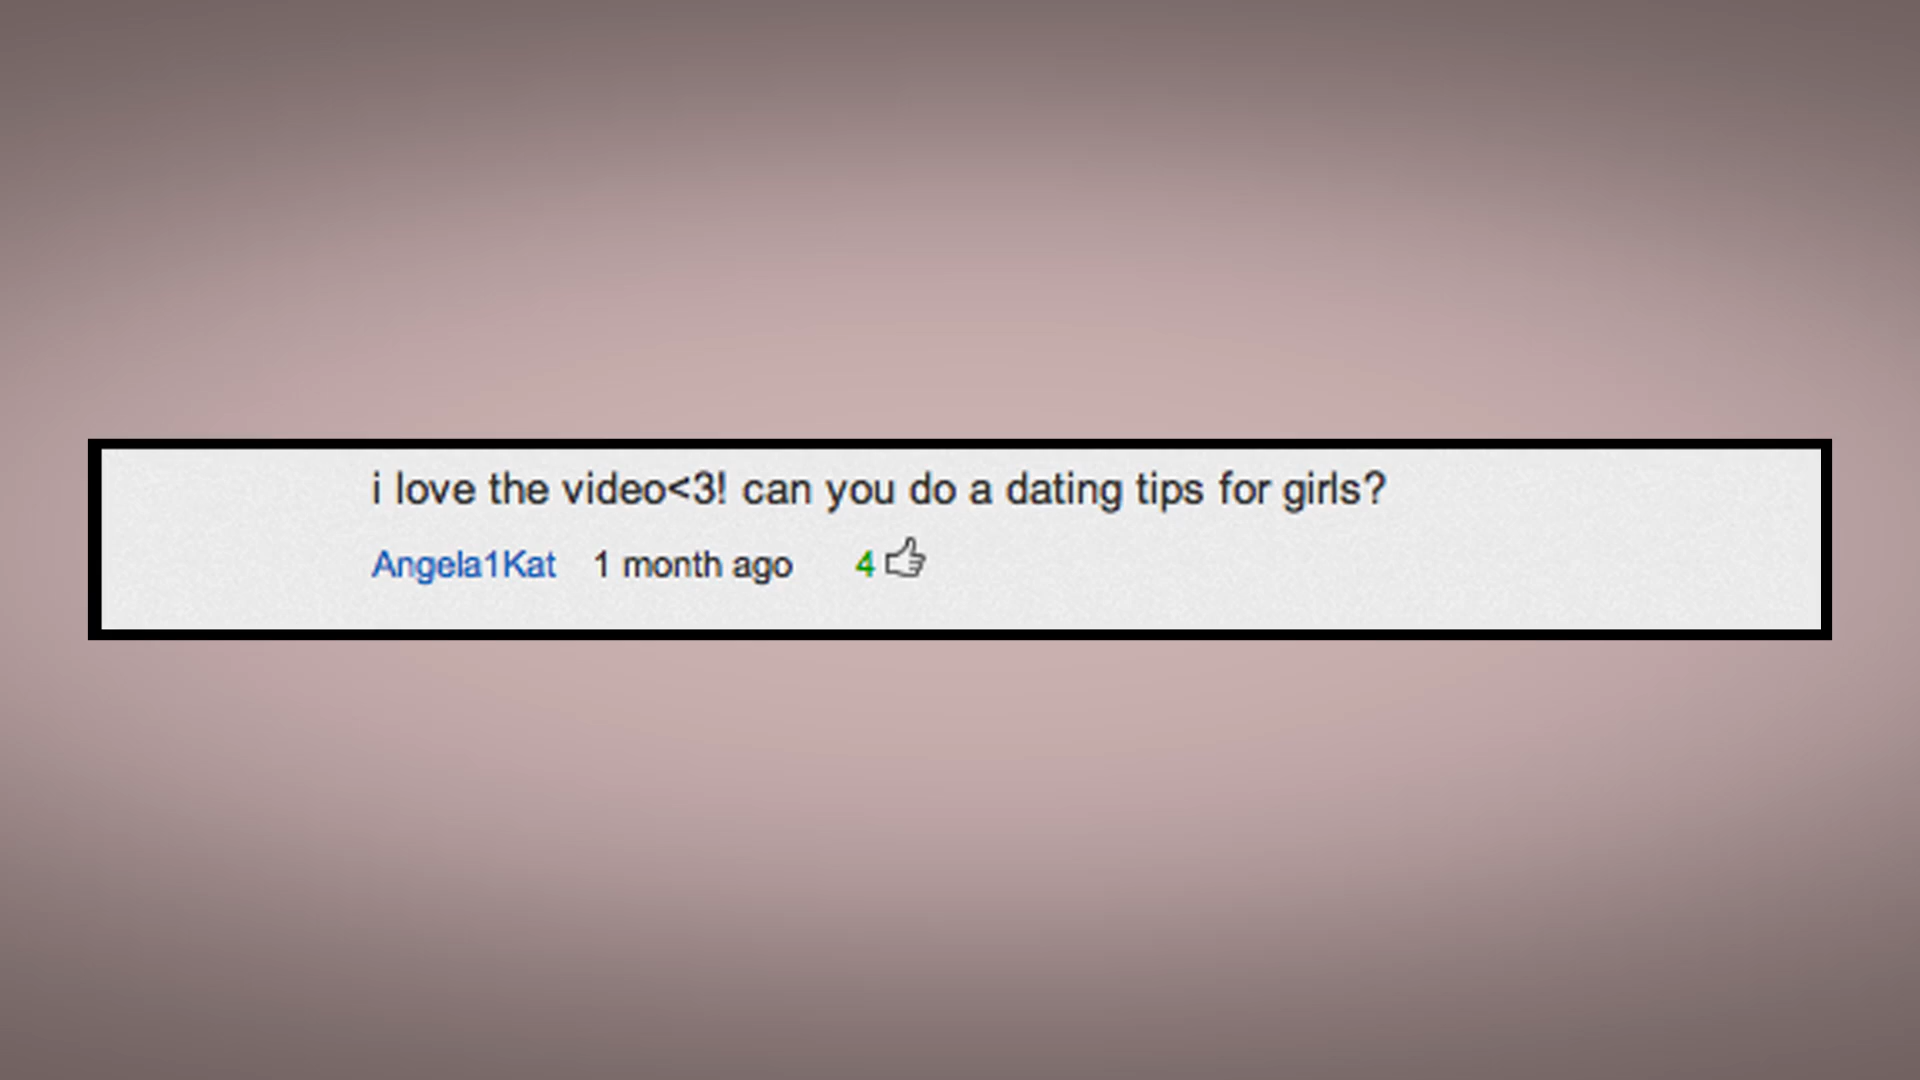 i love the video<3! can you do a dating tips for girls?
Angela1Kat 1 month ago 4